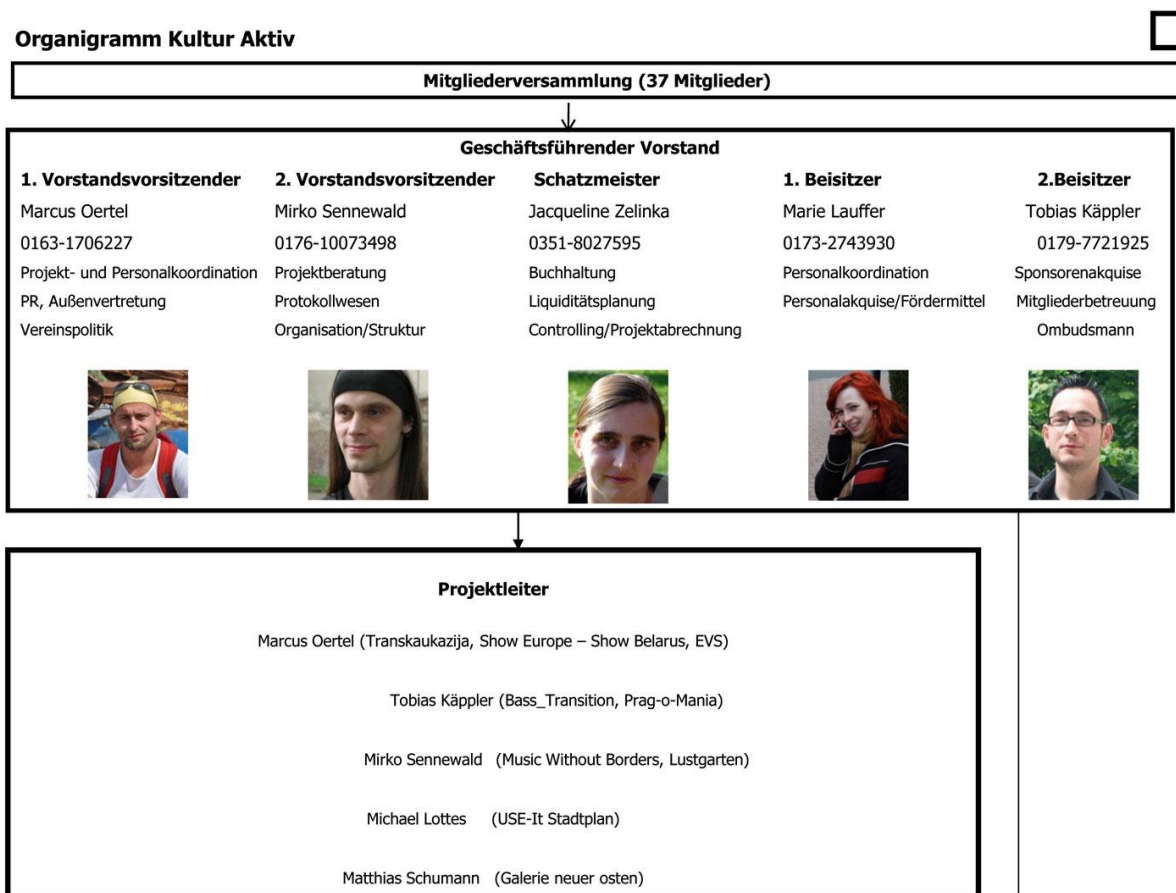 Organigramm Kultur Aktiv
Mitgliederversammlung (37 Mitglieder)
Geschäftsführender Vorstand
1. Vorstandsvorsitzender 2. Vorstandsvorsitzender Schatzmeister 1. Beisitzer 2.Beisitzer
Marcus Oertel Mirko Sennewald Jacqueline Zelinka Marie Lauffer Tobias Käppler
0163-1706227 0176-10073498 0351-8027595 0173-2743930 0179-7721925
Projekt- und Personalkoordination Projektberatung Buchhaltung Personalkoordination Sponsorenakquise
PR, Außenvertretung Protokollwesen Liquiditätsplanung Personalakquise/Fördermittel Mitgliederbetreuung
Vereinspolitik Organisation/Struktur Controlling/Projektabrechnung Ombudsmann
Projektleiter
Marcus Oertel (Transkaukazija, Show Europe – Show Belarus, EVS)
Tobias Käppler (Bass_Transition, Prag-o-Mania)
Mirko Sennewald (Music Without Borders, Lustgarten)
Michael Lottes (USE-It Stadtplan)
Matthias Schumann (Galerie neuer osten)